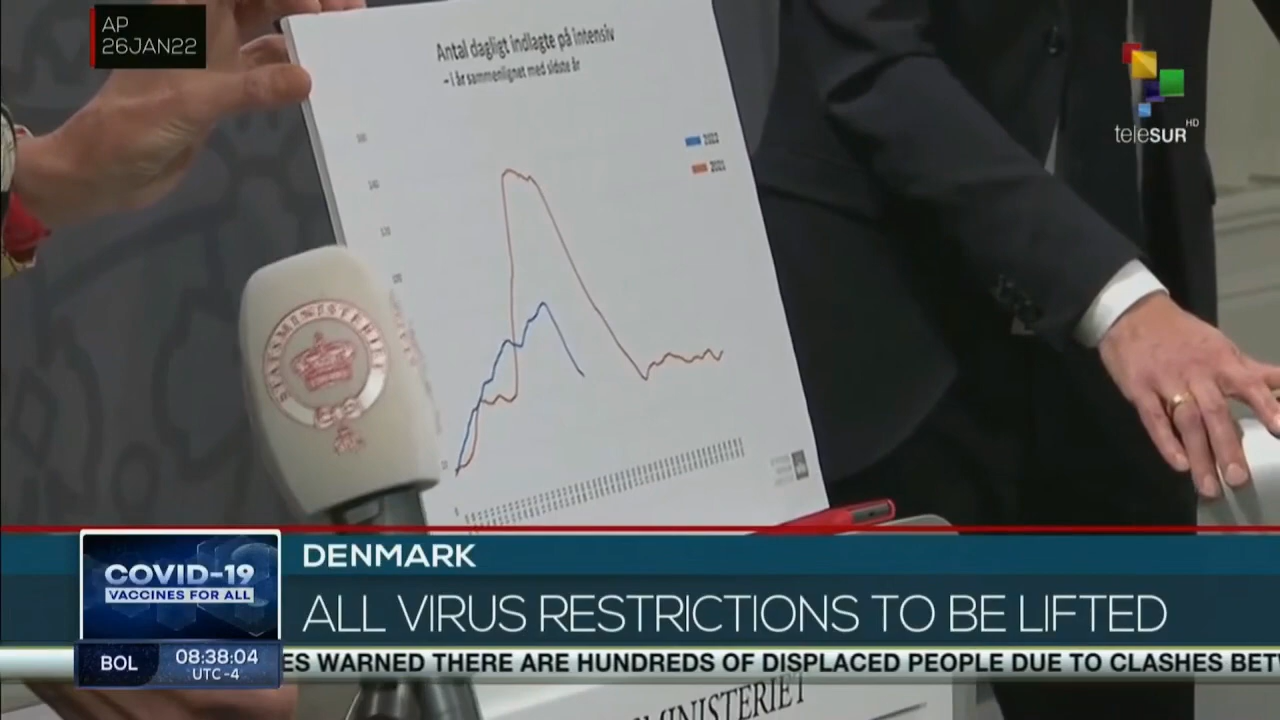 AP
26JAN22
Antal dagligt indlagte på intensiv
– i år sammenlignet med sidste år
140
120
teleSUR HD
STATSMINISTERIET
DENMARK
COVID-19
VACCINES FOR ALL
ALL VIRUS RESTRICTIONS TO BE LIFTED
BOL
08:38:04
UTC-4
ES WARNED THERE ARE HUNDREDS OF DISPLACED PEOPLE DUE TO CLASHES BET
MINISTERIET